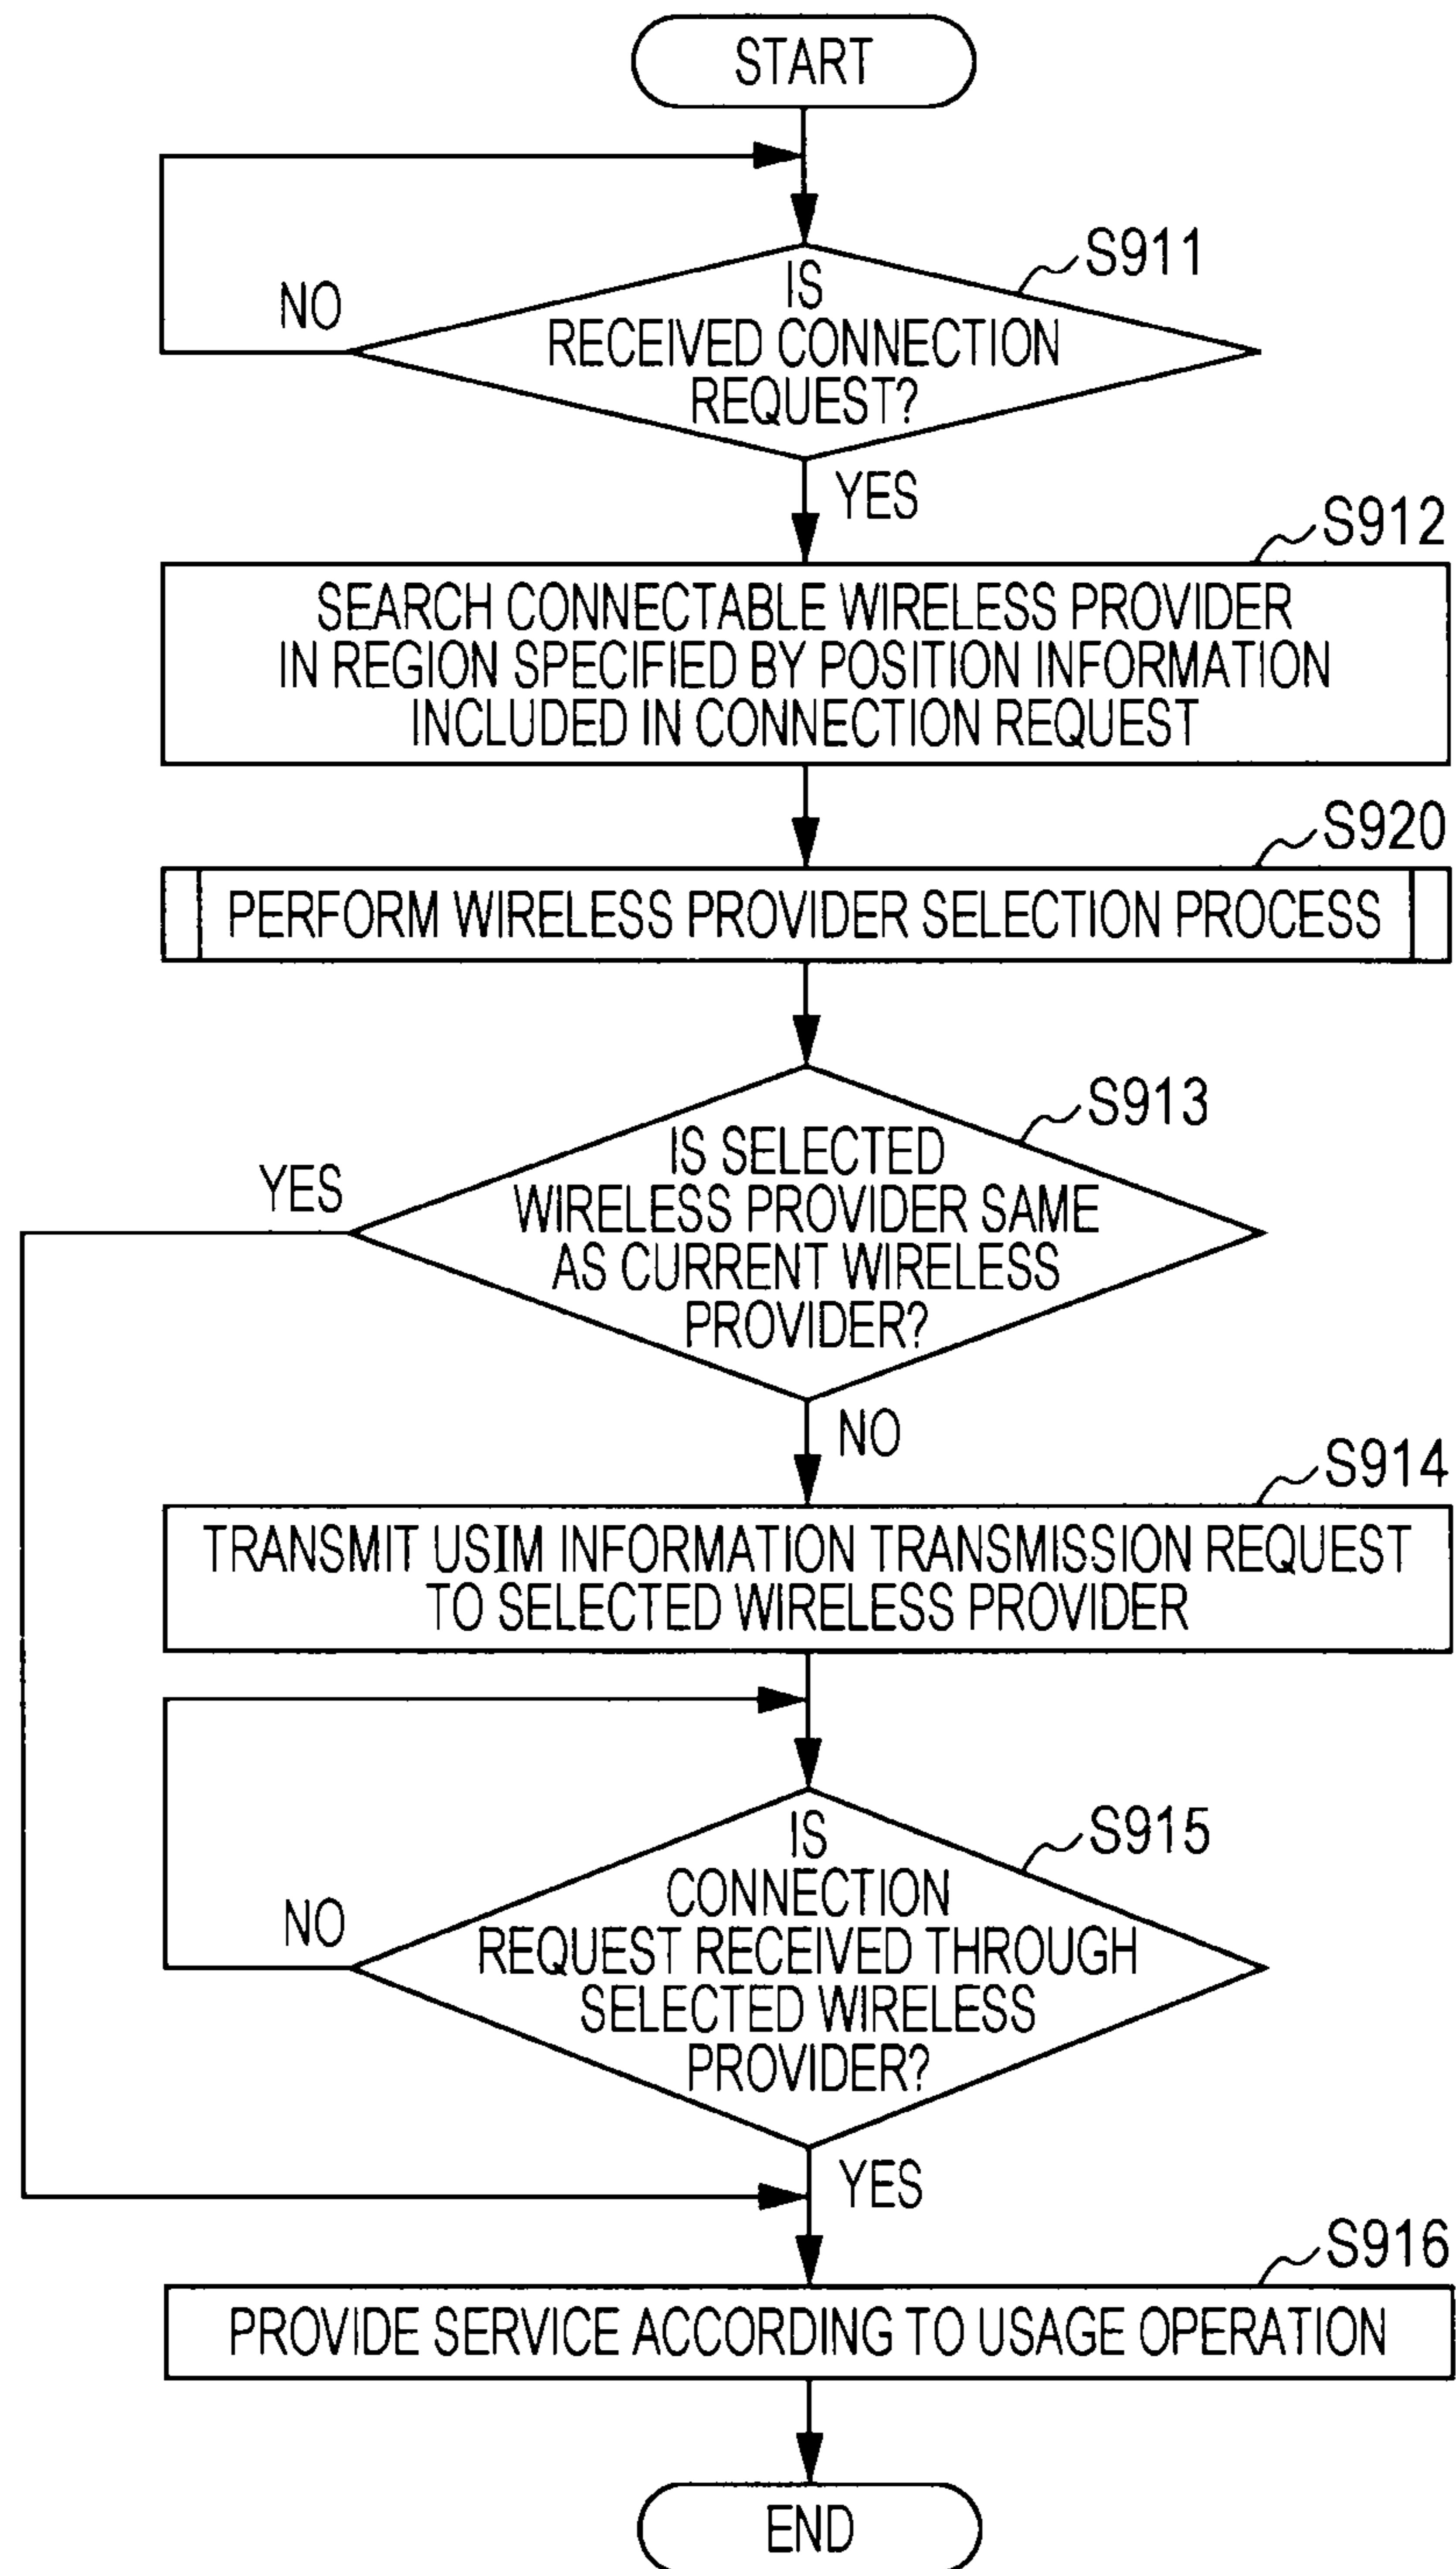 START
S911
IS
RECEIVED CONNECTION
REQUEST?
NO
YES
S912
SEARCH CONNECTABLE WIRELESS PROVIDER
IN REGION SPECIFIED BY POSITION INFORMATION
INCLUDED IN CONNECTION REQUEST
S920
PERFORM WIRELESS PROVIDER SELECTION PROCESS
S913
IS SELECTED
WIRELESS PROVIDER SAME
AS CURRENT WIRELESS
PROVIDER?
YES
NO
S914
TRANSMIT USIM INFORMATION TRANSMISSION REQUEST
TO SELECTED WIRELESS PROVIDER
S915
IS
CONNECTION
REQUEST RECEIVED THROUGH
SELECTED WIRELESS
PROVIDER?
NO
YES
S916
PROVIDE SERVICE ACCORDING TO USAGE OPERATION
END